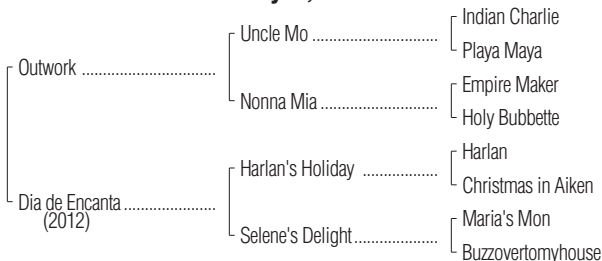 Indian Charlie
Uncle Mo ................................
Playa Maya
Outwork ................................
Empire Maker
Nonna Mia ............................
Holy Bubbette
Harlan
Harlan's Holiday ..................
Christmas in Aiken
Dia de Encanta ......................
(2012)
Maria's Mon
Selene's Delight ....................
Buzzovertomyhouse